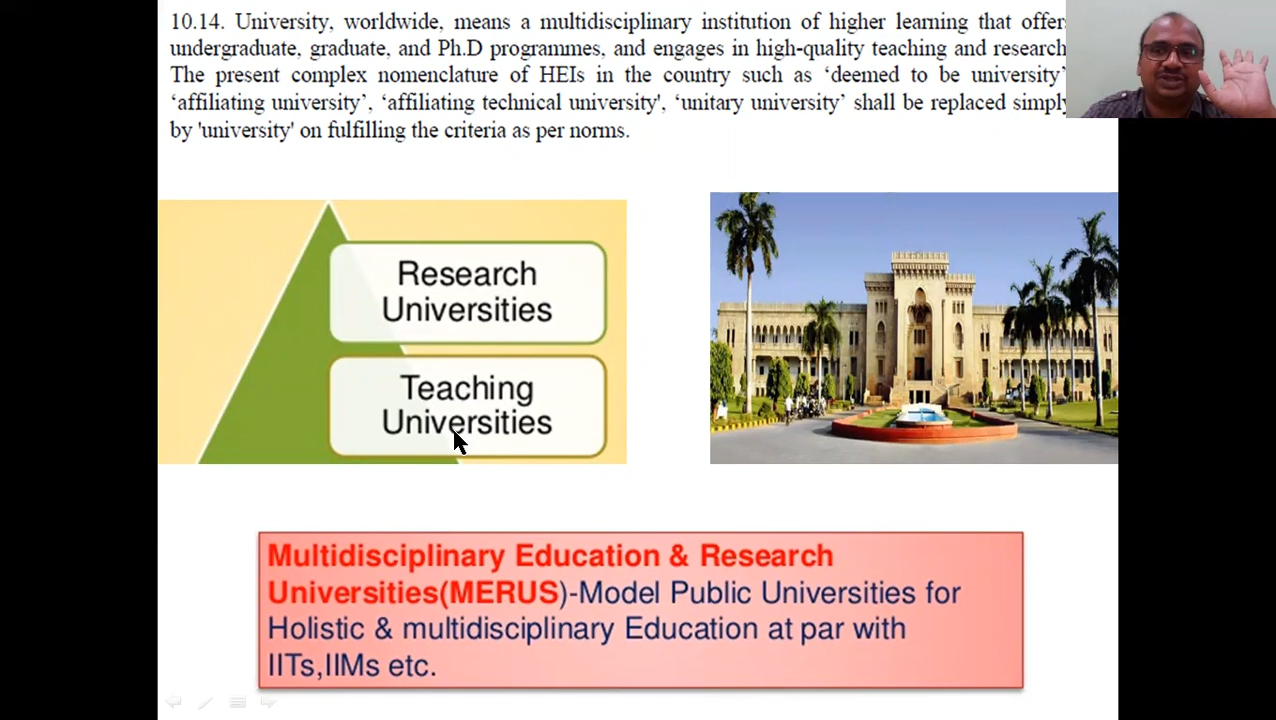 10.14. University, worldwide, means a multidisciplinary institution of higher learning that offer
undergraduate, graduate, and Ph.D programmes, and engages in high-quality teaching and research
The present complex nomenclature of HEIs in the country such as ‘deemed to be university’
‘affiliating university’, ‘affiliating technical university', ‘unitary university’ shall be replaced simply
by 'university' on fulfilling the criteria as per norms.
Research
Universities
Teaching
Universities
Multidisciplinary Education & Research
Universities(MERUS)-Model Public Universities for
Holistic & multidisciplinary Education at par with
IITs,IIMs etc.